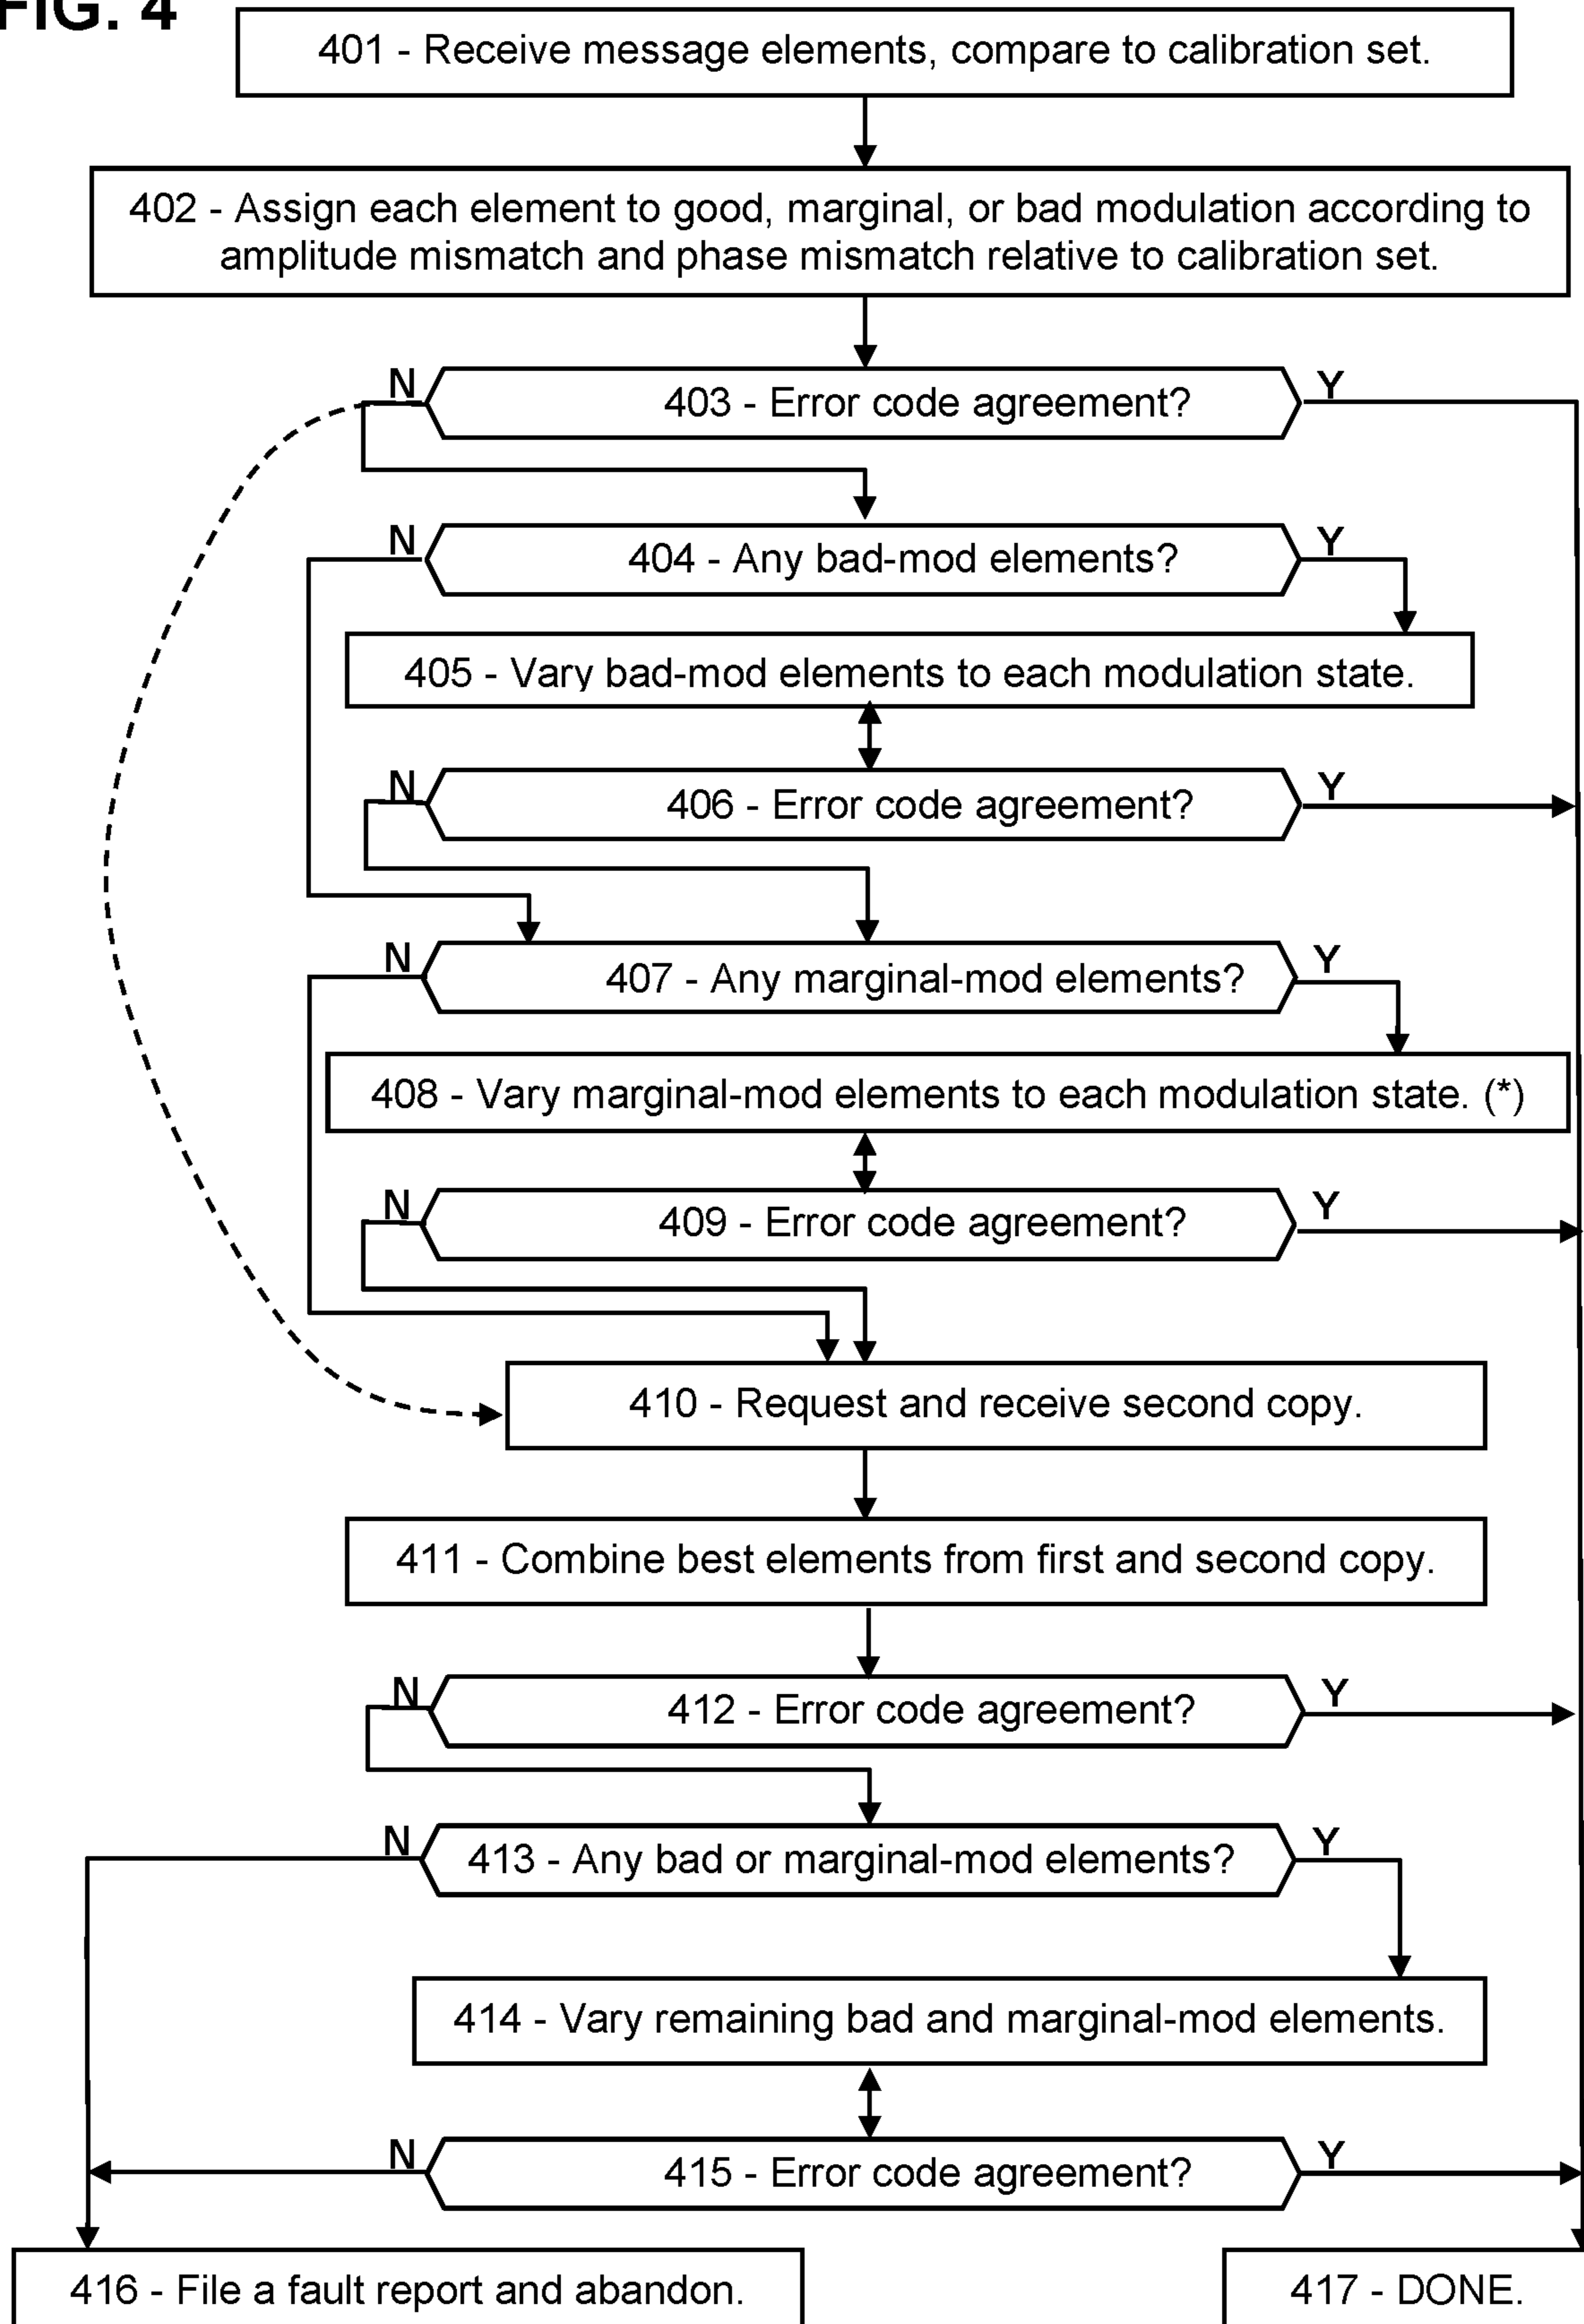 FIG. 4
401 - Receive message elements, compare to calibration set.
402 - Assign each element to good, marginal, or bad modulation according to
amplitude mismatch and phase mismatch relative to calibration set.
N
Y
403 - Error code agreement?
N
Y
404 - Any bad-mod elements?
405 - Vary bad-mod elements to each modulation state.
N
Y
406 - Error code agreement?
N
Y
407 - Any marginal-mod elements?
408 - Vary marginal-mod elements to each modulation state. (*)
N
Y
409 - Error code agreement?
410 - Request and receive second copy.
411 - Combine best elements from first and second copy.
N
Y
412 - Error code agreement?
N
Y
413 - Any bad or marginal-mod elements?
414 - Vary remaining bad and marginal-mod elements.
N
Y
415 - Error code agreement?
416 - File a fault report and abandon.
417 - DONE.